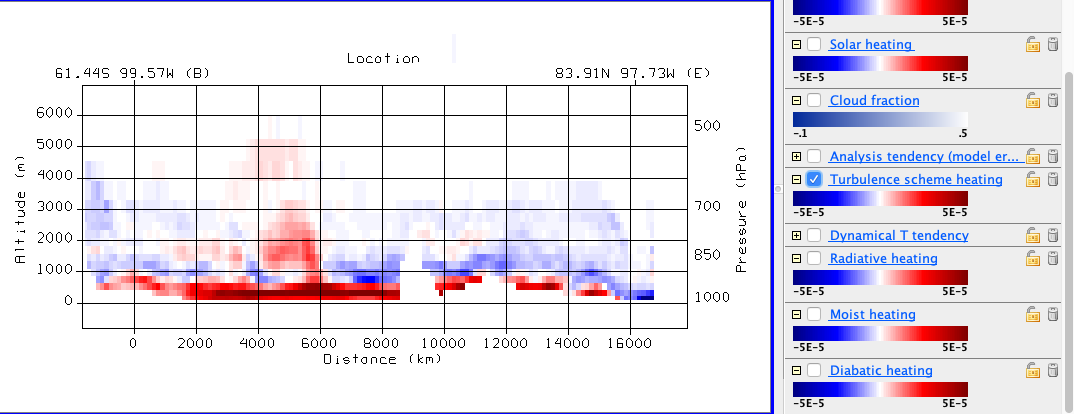 Location
61.44S 99.57W (B)
83.91N 97.73W (E)
6000
5000
4000
3000
2000
1000
0
Altitude (m)
500
700
850
1000
Pressure (hPa)
0
2000
4000
6000
8000
10000
12000
14000
16000
Distance (km)
-5E-5 5E-5
Solar heating
-5E-5 5E-5
Cloud fraction
-.1 .5
Analysis tendency (model er...
Turbulence scheme heating
-5E-5 5E-5
Dynamical T tendency
Radiative heating
-5E-5 5E-5
Moist heating
-5E-5 5E-5
Diabatic heating
-5E-5 5E-5